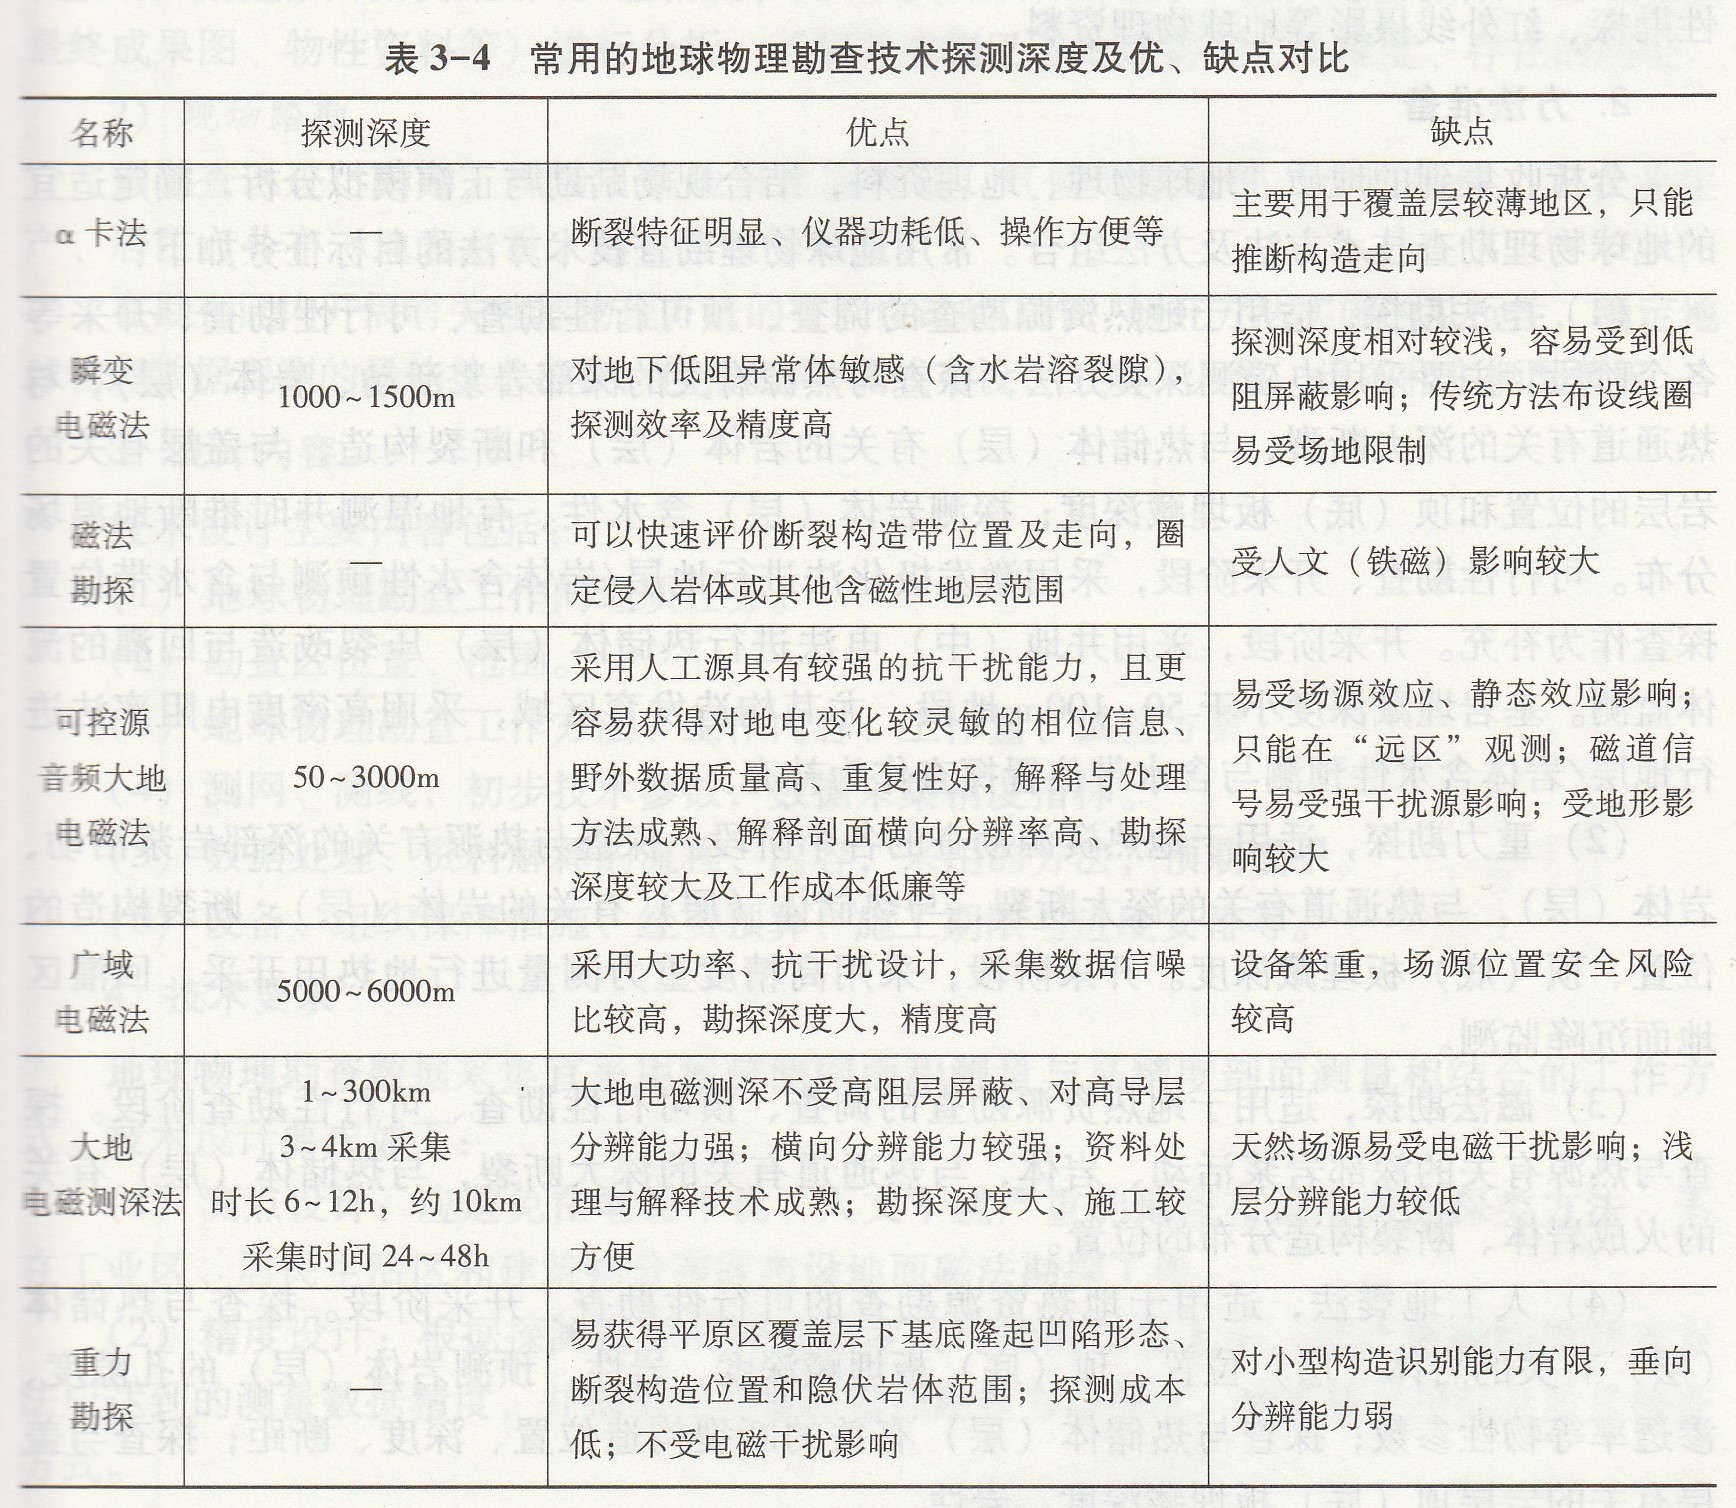 表 3-4 常用的地球物理勘查技术探测深度及优、缺点对比
名称 探测深度 优点 缺点
α卡法
—
断裂特征明显、仪器功耗低、操作方便等
主要用于覆盖层较薄地区，只能
推断构造走向
瞬变
电磁法
1000~1500m
对地下低阻异常体敏感（含水岩溶裂隙），
探测效率及精度高
探测深度相对较浅，容易受到低
阻屏蔽影响；传统方法布设线圈
易受场地限制
磁法
勘探
—
可以快速评价断裂构造带位置及走向，圈
定侵入岩体或其他含磁性地层范围
受人文（铁磁）影响较大
可控源
音频大地
电磁法
50~3000m
采用人工源具有较强的抗干扰能力，且更
容易获得对地电变化较灵敏的相位信息、
野外数据质量高、重复性好，解释与处理
方法成熟、解释剖面横向分辨率高、勘探
深度较大及工作成本低廉等
易受场源效应、静态效应影响；
只能在“远区”观测；磁道信
号易受强干扰源影响；受地形影
响较大
广域
电磁法
5000~6000m
采用大功率、抗干扰设计，采集数据信噪
比较高，勘探深度大，精度高
设备笨重，场源位置安全风险
较高
大地
电磁测深法
1~300km
3~4km 采集
时长 6~12h，约 10km
采集时间 24~48h
大地电磁测深不受高阻层屏蔽、对高导层
分辨能力强；横向分辨能力较强；资料处
理与解释技术成熟；勘探深度大、施工较
方便
天然场源易受电磁干扰影响；浅
层分辨能力较低
重力
勘探
—
易获得平原区覆盖层下基底隆起凹陷形态、
断裂构造位置和隐伏岩体范围；探测成本
低；不受电磁干扰影响
对小型构造识别能力有限，垂向
分辨能力弱